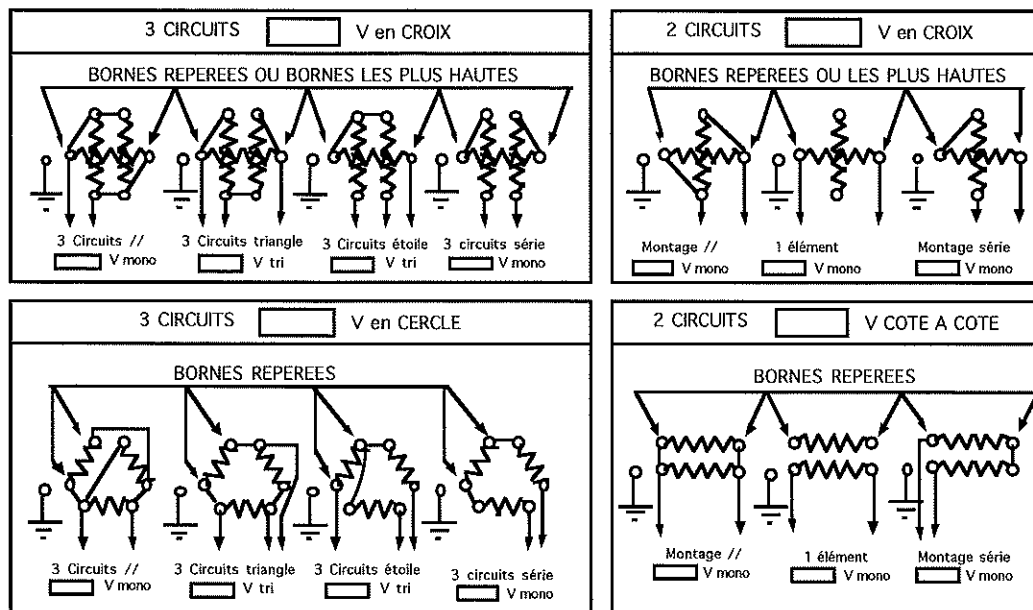 3 CIRCUITS V en CROIX
BORNES REPEREES OU BORNES LES PLUS HAUTES
3 Circuits // 3 Circuits triangle 3 Circuits étoile 3 circuits série
V mono V tri V tri V mono
2 CIRCUITS V en CROIX
BORNES REPEREES OU LES PLUS HAUTES
Montage // 1 élément Montage série
V mono V mono V mono
3 CIRCUITS V en CERCLE
BORNES REPEREES
3 Circuits // 3 Circuits triangle 3 Circuits étoile 3 circuits série
V mono V tri V tri V mono
2 CIRCUITS V COTE A COTE
BORNES REPEREES
Montage // 1 élément Montage série
V mono V mono V mono